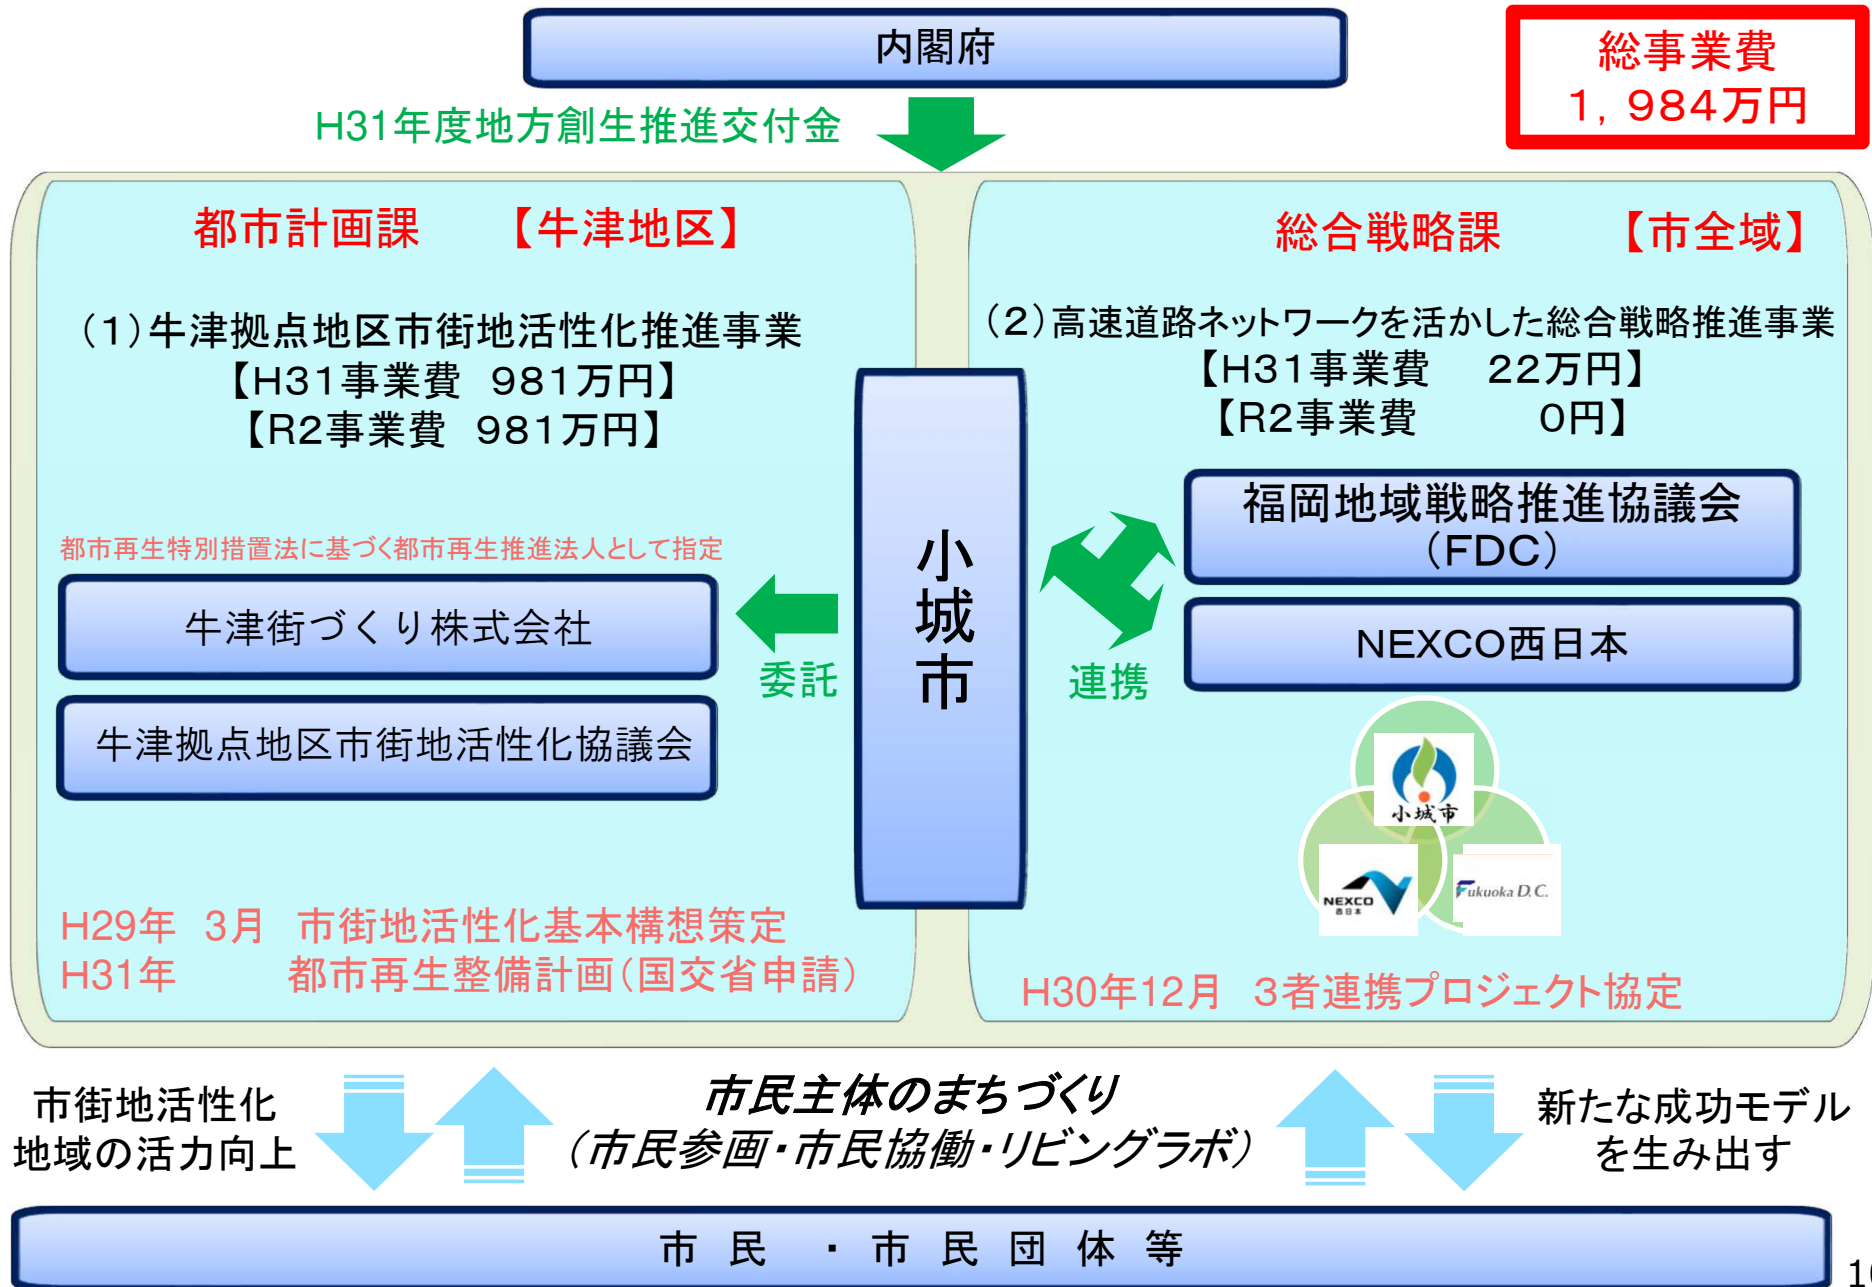 内閣府
総事業費
1，984万円
H31年度地方創生推進交付金
都市計画課　【牛津地区】
(1)牛津拠点地区市街地活性化推進事業
【H31事業費 981万円】
【R2事業費 981万円】
都市再生特別措置法に基づく都市再生推進法人として指定
牛津街づくり株式会社
牛津拠点地区市街地活性化協議会
委託
H29年 3月 市街地活性化基本構想策定
H31年 都市再生整備計画(国交省申請)
小城市
総合戦略課　【市全域】
(2)高速道路ネットワークを活かした総合戦略推進事業
【H31事業費 22万円】
【R2事業費 0円】
福岡地域戦略推進協議会
(FDC)
NEXCO西日本
連携
小城市
NEXCO
西日本
Fukuoka D.C.
H30年12月 3者連携プロジェクト協定
市街地活性化
地域の活力向上
市民主体のまちづくり
(市民参画・市民協働・リビングラボ)
新たな成功モデル
を生み出す
市民・市民団体等